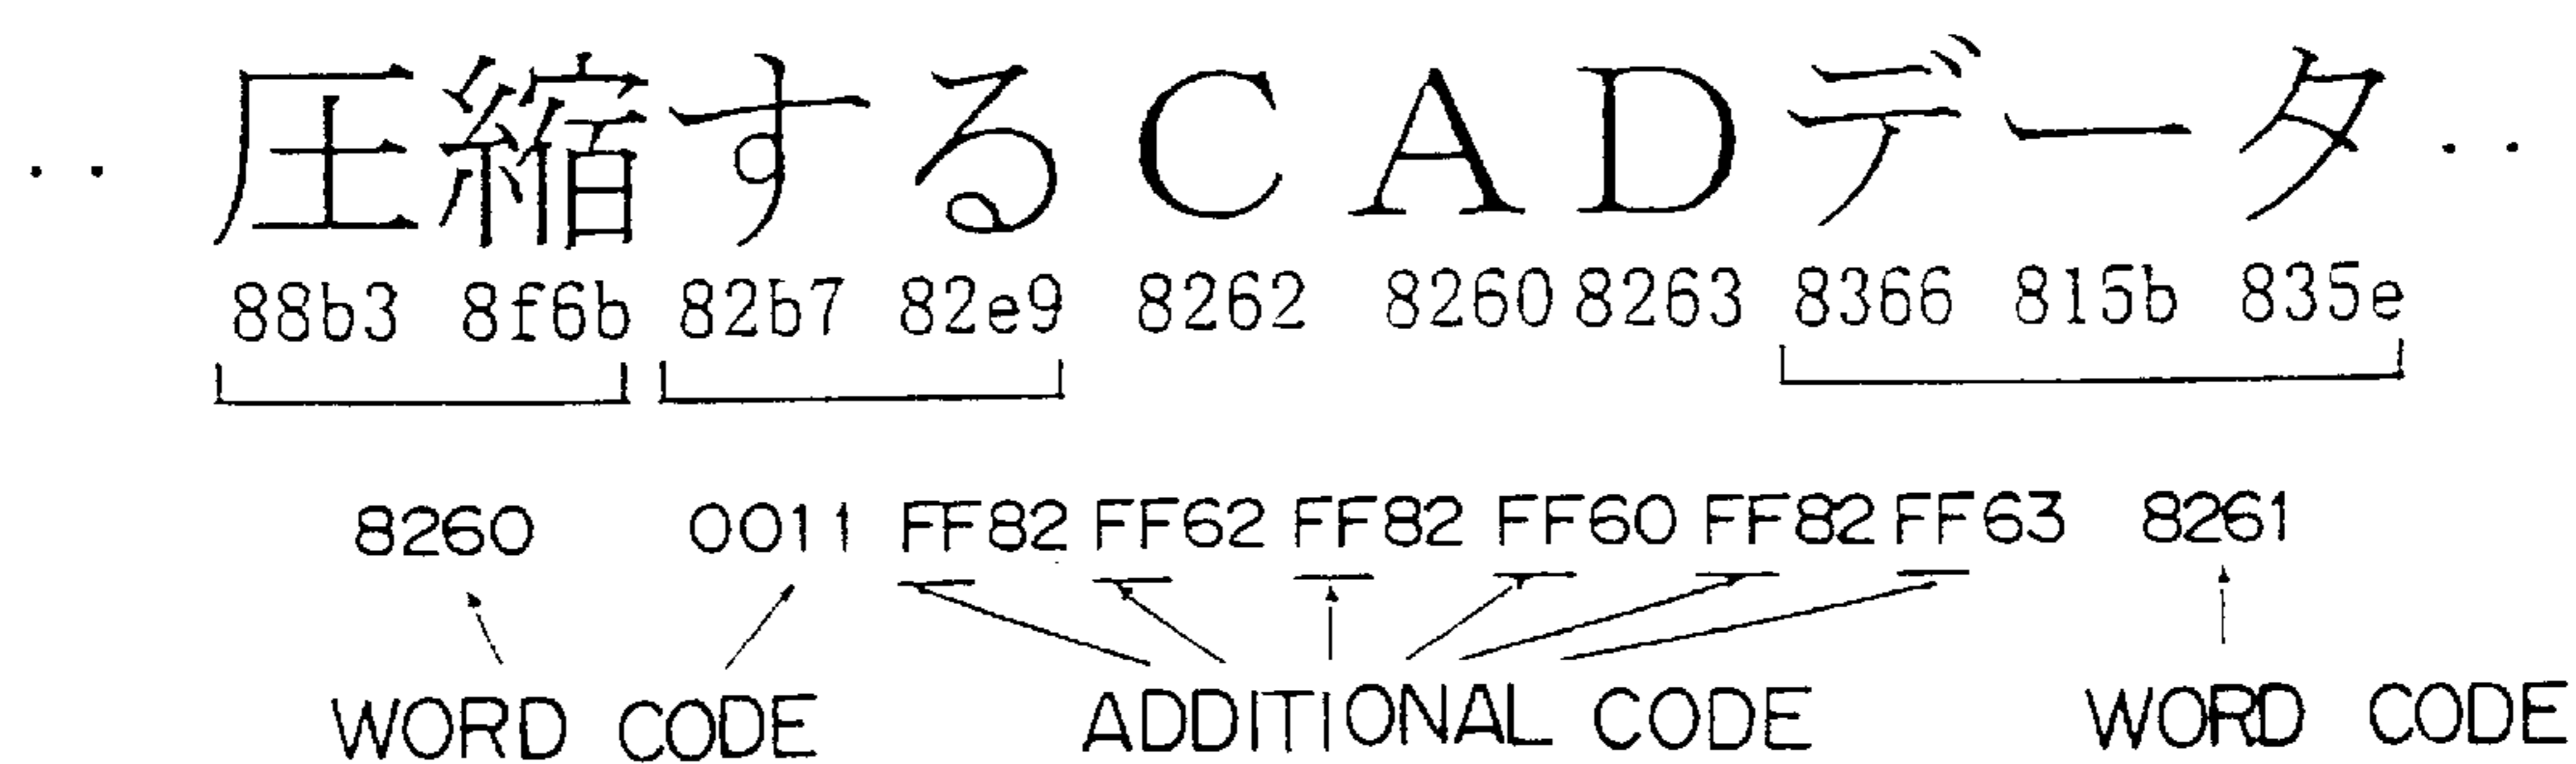 ‥圧縮するCADデータ‥
88b3 8f6b 82b7 82e9 8262 8260 8263 8366 815b 835e
8260 0011 FF82 FF62 FF82 FF60 FF82 FF63 8261
WORD CODE ADDITIONAL CODE WORD CODE